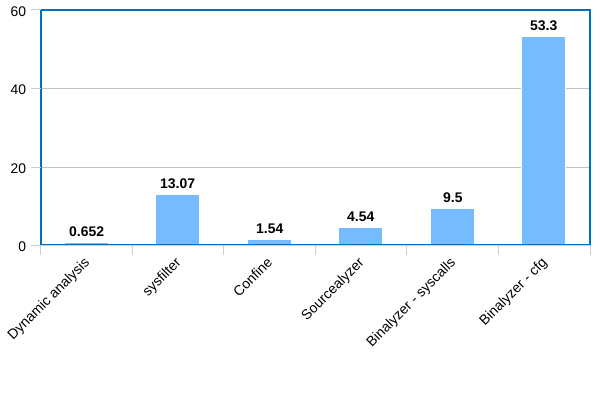 60
53.3
40
20
13.07
9.5
4.54
1.54
0.652
0
Dynamic analysis
sysfilter
Confine
Sourcealyzer
Binalyzer - syscalls
Binalyzer - cfg